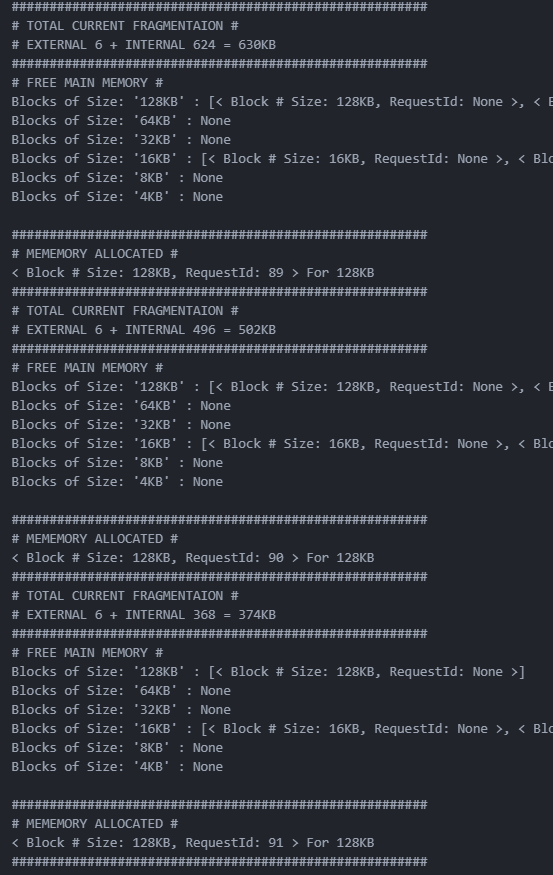 #######################################################
# TOTAL CURRENT FRAGMENTAION #
# EXTERNAL 6 + INTERNAL 624 = 630KB
#######################################################
# FREE MAIN MEMORY #
Blocks of Size: '128KB' : [< Block # Size: 128KB, RequestId: None >, < B
Blocks of Size: '64KB' : None
Blocks of Size: '32KB' : None
Blocks of Size: '16KB' : [< Block # Size: 16KB, RequestId: None >, < Blo
Blocks of Size: '8KB' : None
Blocks of Size: '4KB' : None
#######################################################
# MEMEMORY ALLOCATED #
< Block # Size: 128KB, RequestId: 89 > For 128KB
#######################################################
# TOTAL CURRENT FRAGMENTAION #
# EXTERNAL 6 + INTERNAL 496 = 502KB
#######################################################
# FREE MAIN MEMORY #
Blocks of Size: '128KB' : [< Block # Size: 128KB, RequestId: None >, < B
Blocks of Size: '64KB' : None
Blocks of Size: '32KB' : None
Blocks of Size: '16KB' : [< Block # Size: 16KB, RequestId: None >, < Blo
Blocks of Size: '8KB' : None
Blocks of Size: '4KB' : None
#######################################################
# MEMEMORY ALLOCATED #
< Block # Size: 128KB, RequestId: 90 > For 128KB
#######################################################
# TOTAL CURRENT FRAGMENTAION #
# EXTERNAL 6 + INTERNAL 368 = 374KB
#######################################################
# FREE MAIN MEMORY #
Blocks of Size: '128KB' : [< Block # Size: 128KB, RequestId: None >]
Blocks of Size: '64KB' : None
Blocks of Size: '32KB' : None
Blocks of Size: '16KB' : [< Block # Size: 16KB, RequestId: None >, < Blo
Blocks of Size: '8KB' : None
Blocks of Size: '4KB' : None
#######################################################
# MEMEMORY ALLOCATED #
< Block # Size: 128KB, RequestId: 91 > For 128KB
#######################################################